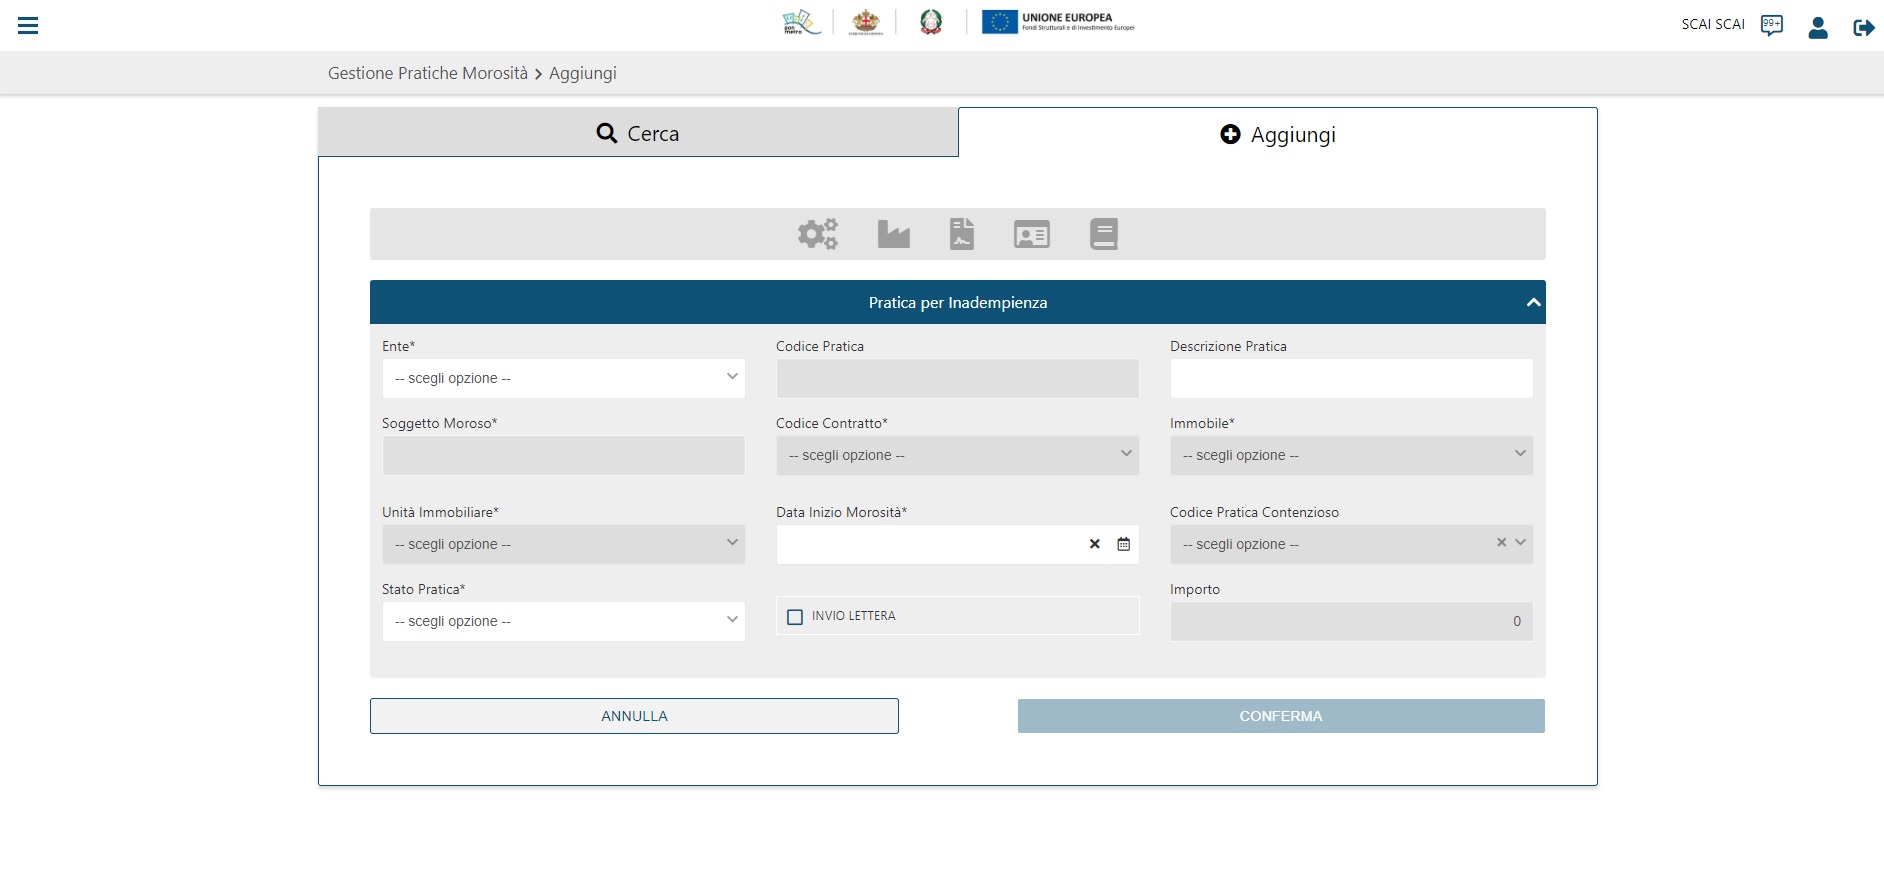 UNIONE EUROPEA
Fondi Strutturali e di Investimento Europei
SCAI SCAI
99+
Gestione Pratiche Morosità > Aggiungi
Cerca
Aggiungi
Pratica per Inadempienza
Ente*
Codice Pratica
Descrizione Pratica
-- scegli opzione --
Soggetto Moroso*
Codice Contratto*
Immobile*
-- scegli opzione --
-- scegli opzione --
Unità Immobiliare*
Data Inizio Morosità*
Codice Pratica Contenzioso
-- scegli opzione --
-- scegli opzione --
Stato Pratica*
Importo
-- scegli opzione --
INVIO LETTERA
0
ANNULLA
CONFERMA